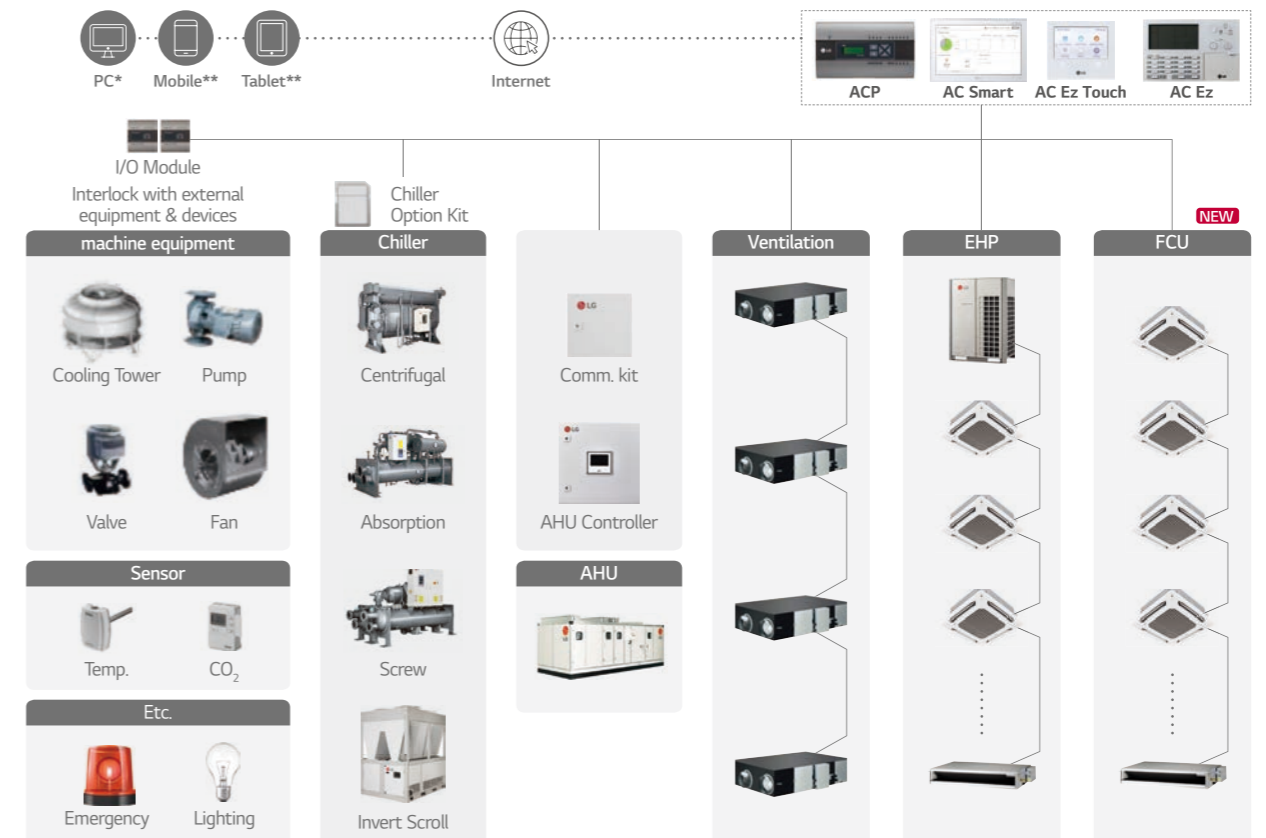 PC*
Mobile**
Tablet**
Internet
ACP
AC Smart
AC Ez Touch
AC Ez
I/O Module
Interlock with external
equipment & devices
Chiller
Option Kit
NEW
machine equipment
Cooling Tower
Pump
Valve
Fan
Sensor
Temp.
CO₂
Etc.
Emergency
Lighting
Chiller
Centrifugal
Absorption
Screw
Invert Scroll
LG
Comm. kit
LG
AHU Controller
AHU
Ventilation
EHP
FCU